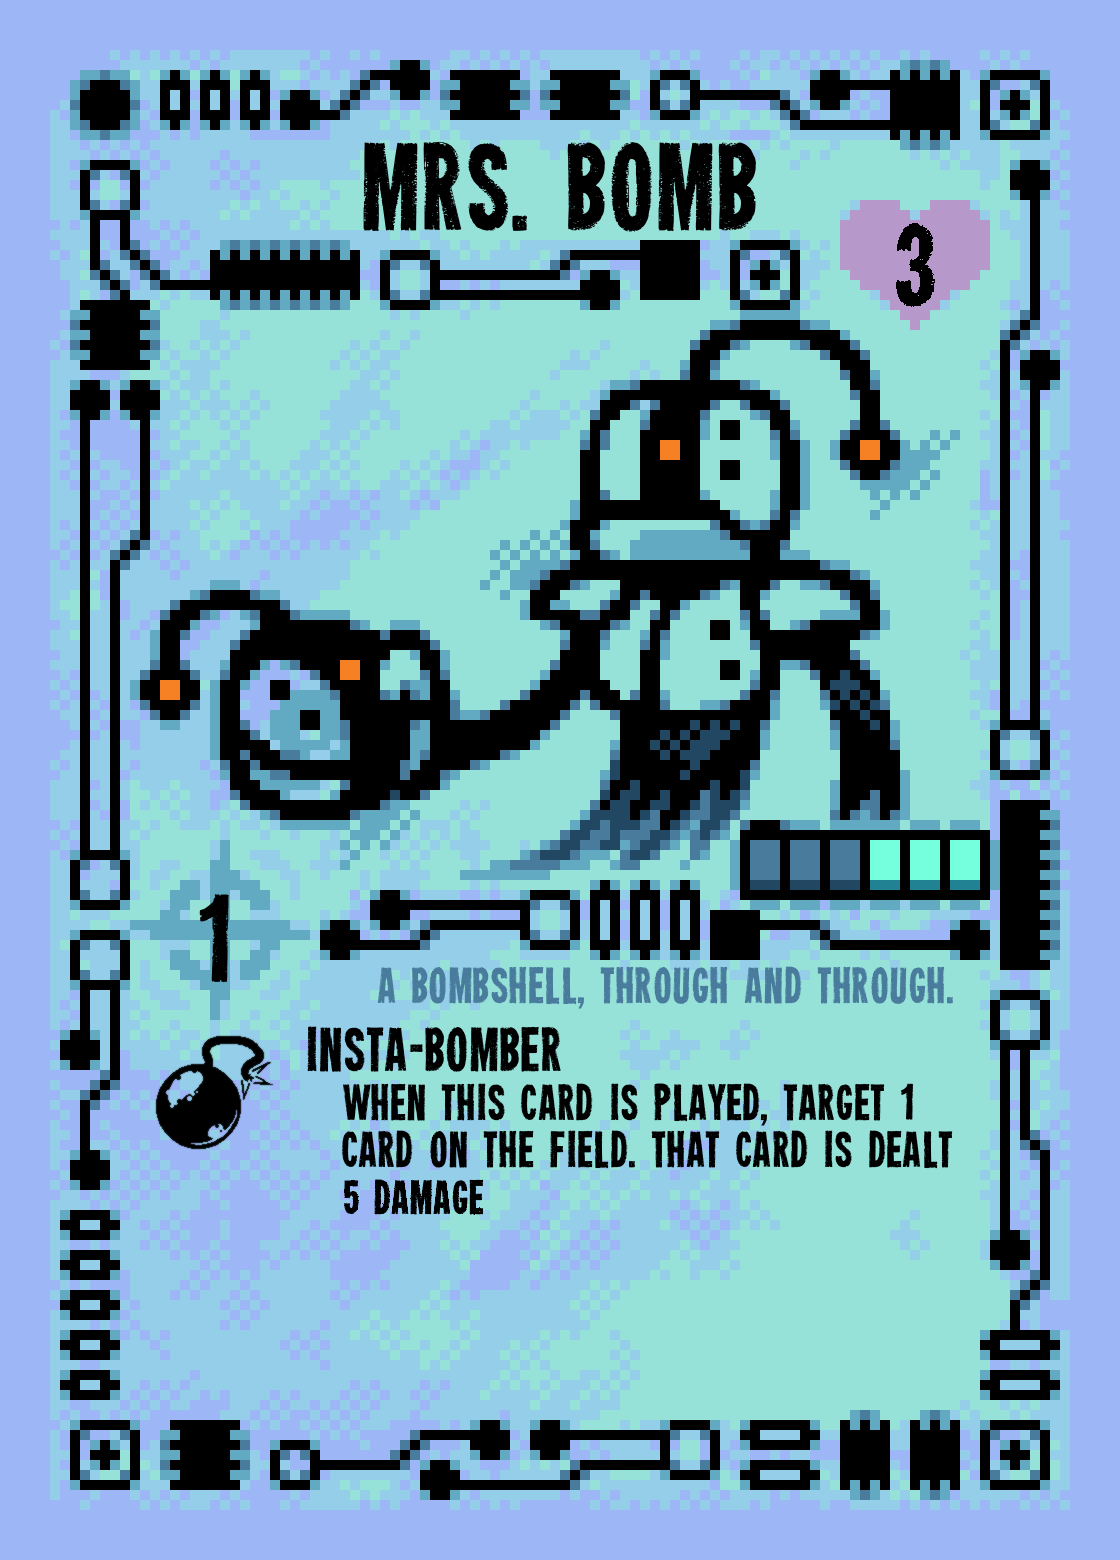 MRS. BOMB
3
1
A BOMBSHELL, THROUGH AND THROUGH.
INSTA-BOMBER
WHEN THIS CARD IS PLAYED, TARGET 1
CARD ON THE FIELD. THAT CARD IS DEALT
5 DAMAGE